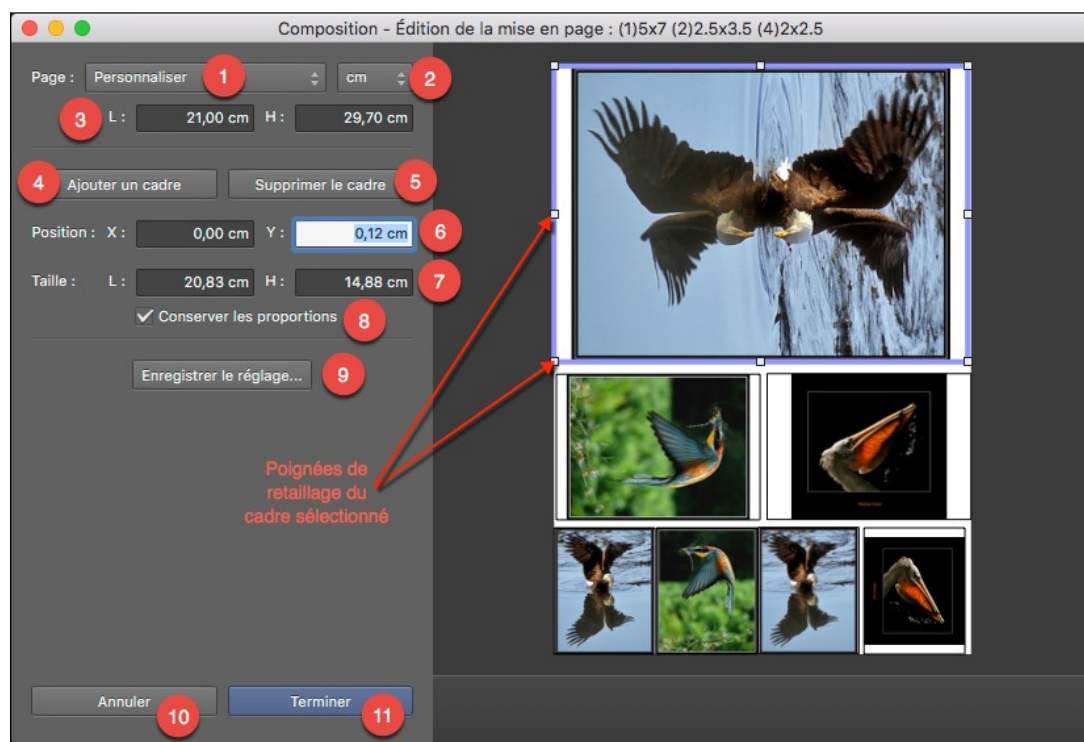 Composition - Édition de la mise en page : (1)5x7 (2)2.5x3.5 (4)2x2.5
Page : Personnaliser 1 cm 2
3 L : 21,00 cm H : 29,70 cm
4 Ajouter un cadre Supprimer le cadre 5
Position : X : 0,00 cm Y : 0,12 cm 6
Taille : L : 20,83 cm H : 14,88 cm 7
Conserver les proportions 8
Enregistrer le réglage... 9
Poignées de
retaillage du
cadre sélectionné
Annuler 10 Terminer 11